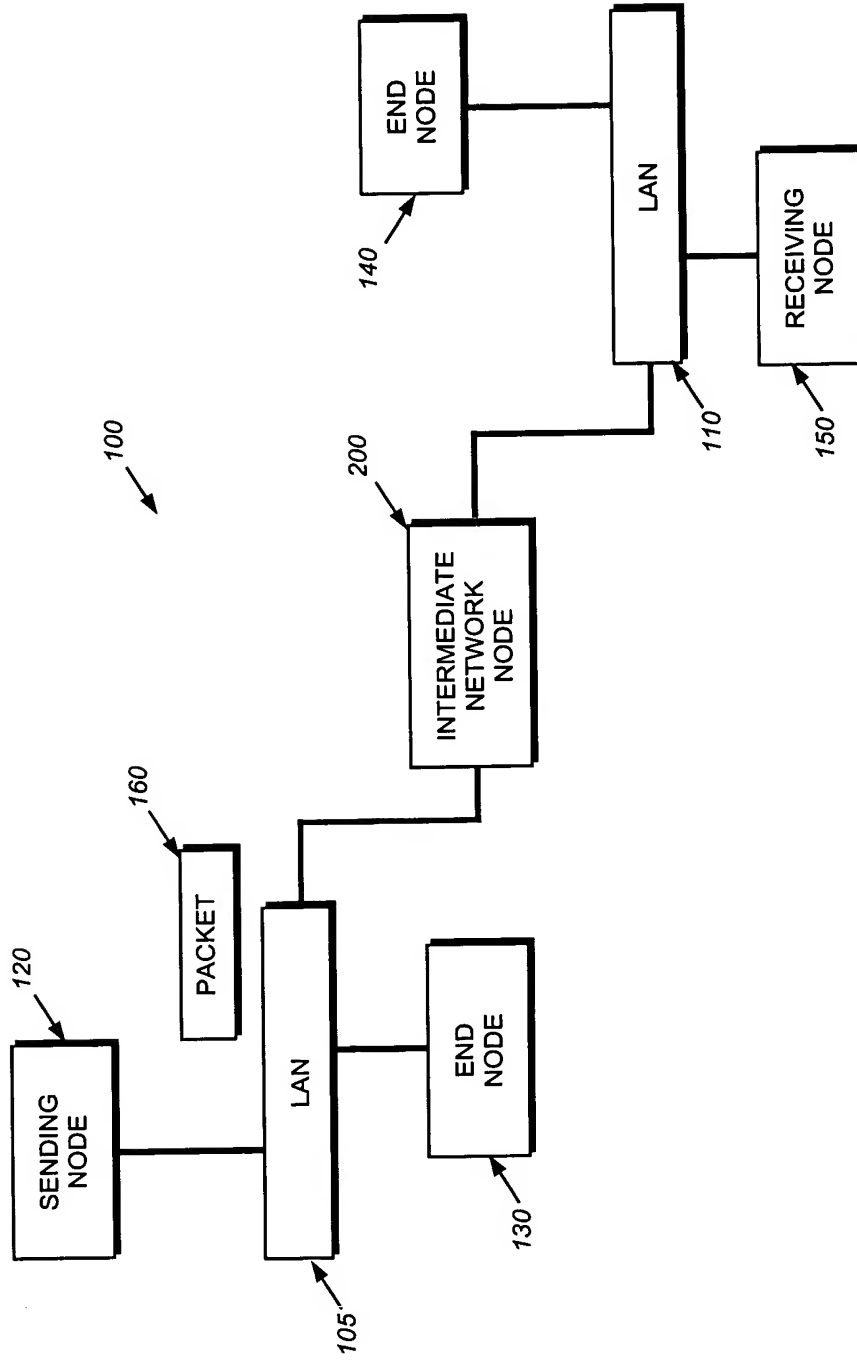 100
120
SENDING
NODE
160
PACKET
LAN
105
END
NODE
130
200
INTERMEDIATE
NETWORK
NODE
END
NODE
140
LAN
110
RECEIVING
NODE
150